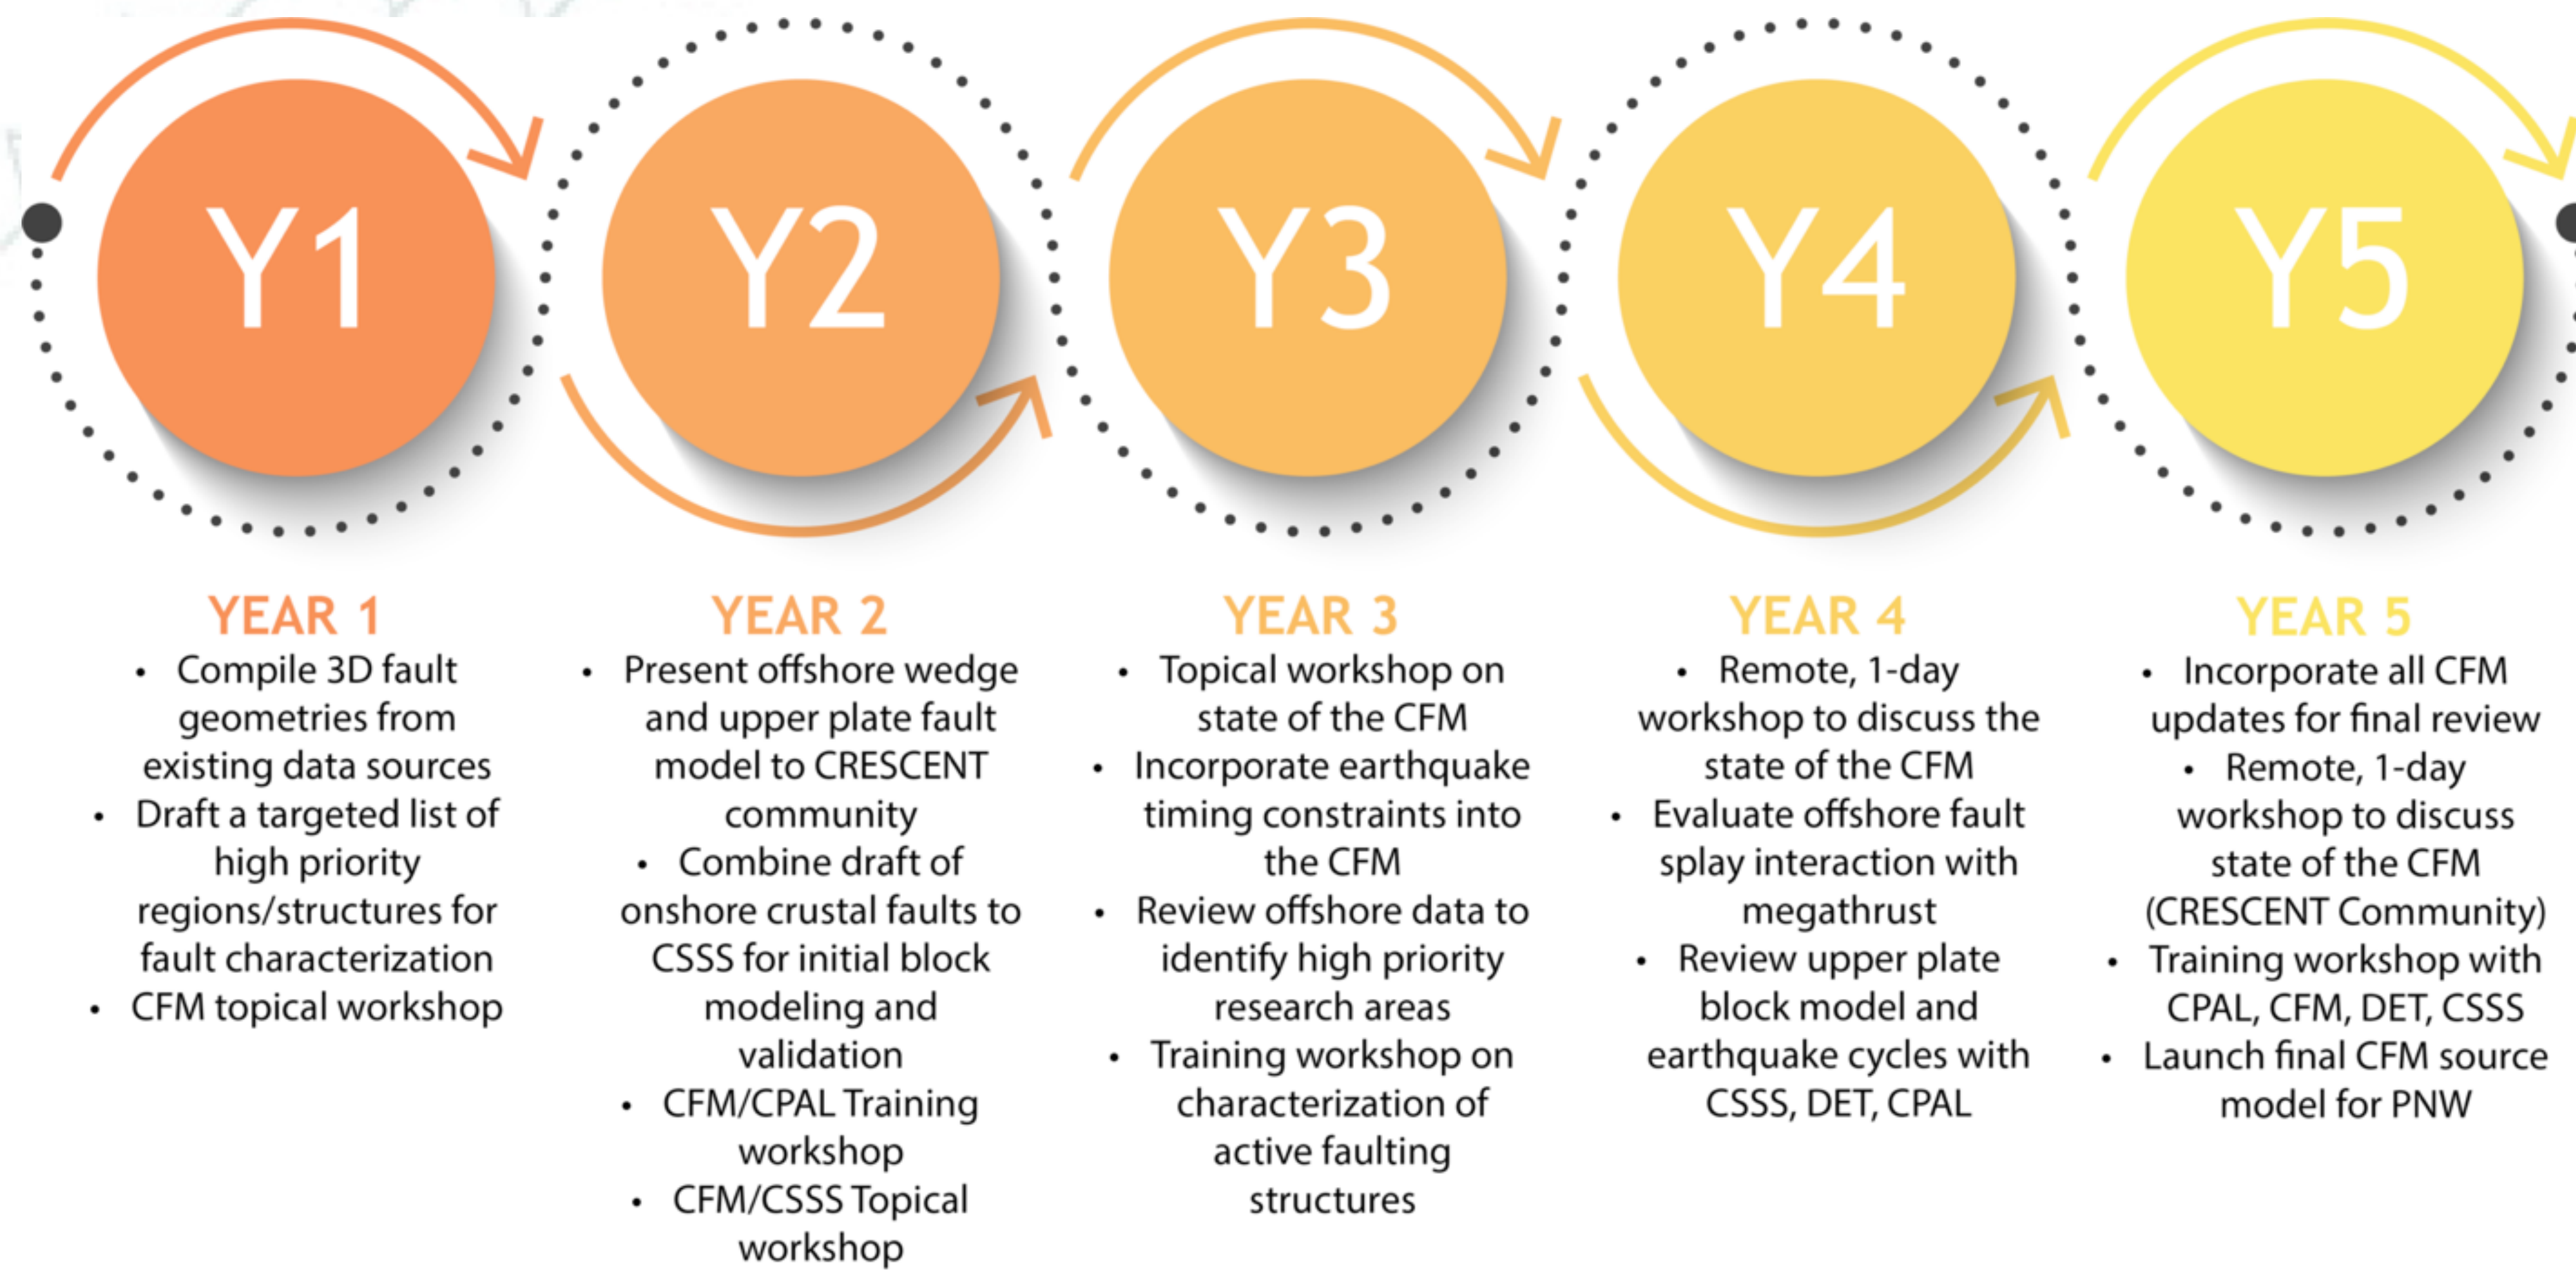 Y1
Y2
Y3
Y4
Y5
YEAR 1
• Compile 3D fault
geometries from
existing data sources
• Draft a targeted list of
high priority
regions/structures for
fault characterization
• CFM topical workshop
YEAR 2
• Present offshore wedge
and upper plate fault
model to CRESCENT
community
• Combine draft of
onshore crustal faults to
CSSS for initial block
modeling and
validation
• CFM/CPAL Training
workshop
• CFM/CSSS Topical
workshop
YEAR 3
• Topical workshop on
state of the CFM
• Incorporate earthquake
timing constraints into
the CFM
• Review offshore data to
identify high priority
research areas
• Training workshop on
characterization of
active faulting
structures
YEAR 4
• Remote, 1-day
workshop to discuss the
state of the CFM
• Evaluate offshore fault
splay interaction with
megathrust
• Review upper plate
block model and
earthquake cycles with
CSSS, DET, CPAL
YEAR 5
• Incorporate all CFM
updates for final review
• Remote, 1-day
workshop to discuss
state of the CFM
(CRESCENT Community)
• Training workshop with
CPAL, CFM, DET, CSSS
• Launch final CFM source
model for PNW